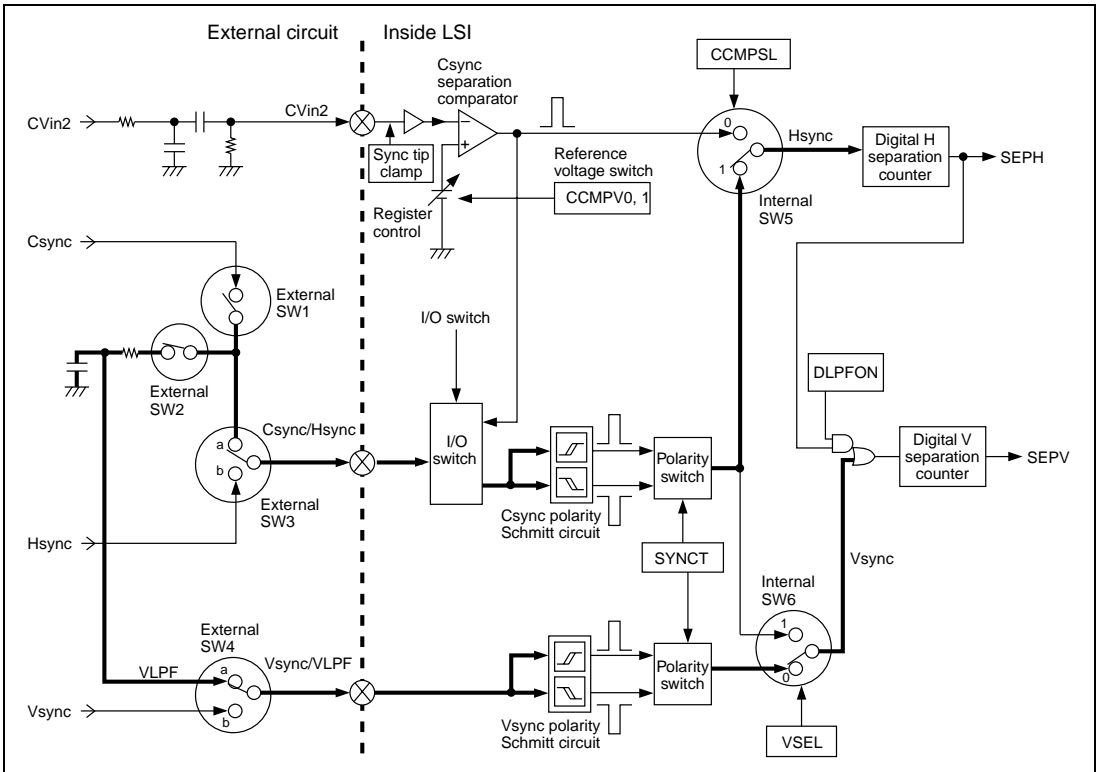 External circuit
Inside LSI
CVin2
CVin2
Csync
separation
comparator
CCMPSL
0
1
Hsync
Internal
SW5
Digital H
separation
counter
SEPH
Sync tip
clamp
−
+
Reference
voltage switch
CCMPV0, 1
Register
control
Csync
External
SW1
External
SW2
I/O switch
DLPFON
Csync/Hsync
a
b
External
SW3
I/O
switch
Polarity
switch
Digital V
separation
counter
SEPV
Csync polarity
Schmitt circuit
Hsync
SYNCT
Vsync
Internal
SW6
1
0
External
SW4
VLPF
a
b
Vsync/VLPF
Polarity
switch
Vsync
Vsync polarity
Schmitt circuit
VSEL